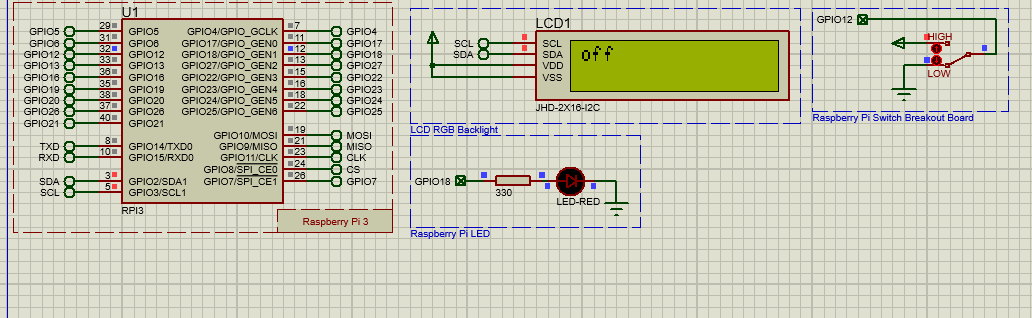 U1
29 GPIO5 GPIO5 GPIO4/GPIO_GCLK 7 GPIO4
31 GPIO6 GPIO6 GPIO17/GPIO_GEN0 11 GPIO17
32 GPIO12 GPIO12 GPIO18/GPIO_GEN1 12 GPIO18
33 GPIO13 GPIO13 GPIO27/GPIO_GEN2 13 GPIO27
36 GPIO16 GPIO16 GPIO22/GPIO_GEN3 15 GPIO22
35 GPIO19 GPIO19 GPIO23/GPIO_GEN4 16 GPIO23
38 GPIO20 GPIO20 GPIO24/GPIO_GEN5 18 GPIO24
37 GPIO26 GPIO26 GPIO25/GPIO_GEN6 22 GPIO25
40 GPIO21 GPIO21
GPIO10/MOSI 19 MOSI
TXD 8 GPIO14/TXD0 GPIO9/MISO 21 MISO
RXD 10 GPIO15/RXD0 GPIO11/CLK 23 CLK
GPIO8/SPI_CE0 24 CS
SDA 3 GPIO2/SDA1 GPIO7/SPI_CE1 26 GPIO7
SCL 5 GPIO3/SCL1
RPI3
Raspberry Pi 3
LCD1
SCL SCL
SDA SDA
VDD
VSS
off
JHD-2X16-I2C
LCD RGB Backlight
GPIO18
330
LED-RED
Raspberry Pi LED
GPIO12
HIGH
LOW
Raspberry Pi Switch Breakout Board